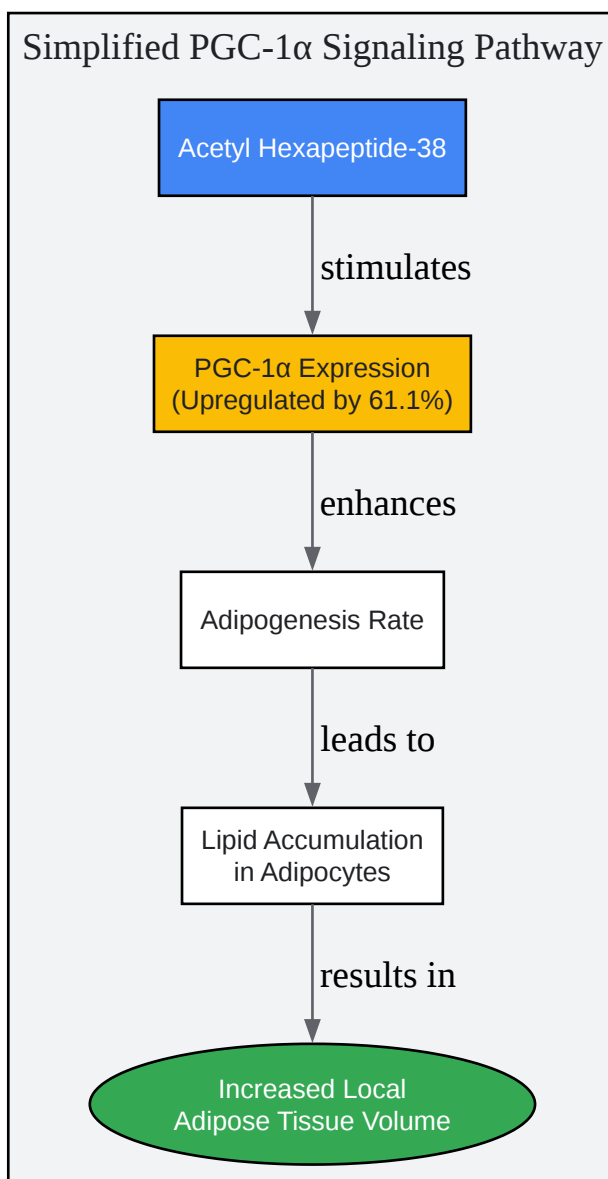 Simplified PGC-1α Signaling Pathway
Acetyl Hexapeptide-38
stimulates
PGC-1α Expression
(Upregulated by 61.1%)
enhances
Adipogenesis Rate
leads to
Lipid Accumulation
in Adipocytes
results in
Increased Local
Adipose Tissue Volume